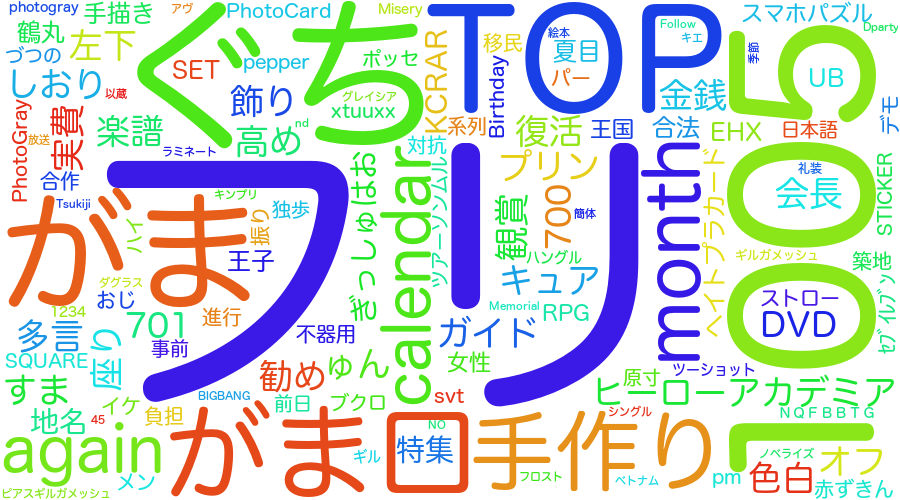 photogray
アヴ
PhotoCard
Misery
TOP
絵本
Follow
キエ
スマホパズル
Dparty
手描き
鶴丸
左下
づつの
しおり
以蔵
SET
pepper
ポッセ
グレイシア
xtuuxx
KCRAR
移民
夏目
パー
Birthday
季節
UB
デモ
ぐち
飾り
金銭
500
PhotoGray
実費
放送
楽譜
高め
nd
系列
復活
王国
合法
EHX
日本語
ラミネート
対抗
合作
Tsukiji
キンプリ
ぎっしゅはお
calendar
ツアーソンムル
プリン
観賞
700
簡体
month
ペイトプラカード
礼装
会長
STICKER
フリ
がま
ハイ
振り
独歩
王子
ハングル
キュア
ギルガメッシュ
築地
ダグラス
おじ
1234
701
進行
不器用
Memorial
RPG
ストロー
DVD
ｾﾌﾞﾝｲﾚﾌﾞﾝ
多言
事前
ガイド
SQUARE
座り
ゆん
女性
ツーショット
勧め
原寸
ヒーローアカデミア
すま
BIGBANG
前日
ブクロ
svt
イケ
負担
地名
45
NO
シングル
NQFBBTG
again
がま
ギル
特集
手作り
ノベライズ
オフ
メン
フロスト
ベトナム
pm
色白
赤ずきん
ピアスギルガメッシュ